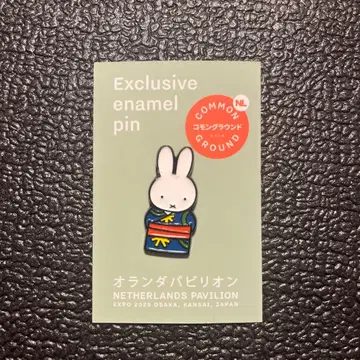 Exclusive
enamel
pin
COMMON
NL
コモングラウンド
GROUND
オランダパビリオン
NETHERLANDS PAVILION
EXPO 2025 OSAKA, KANSAI, JAPAN